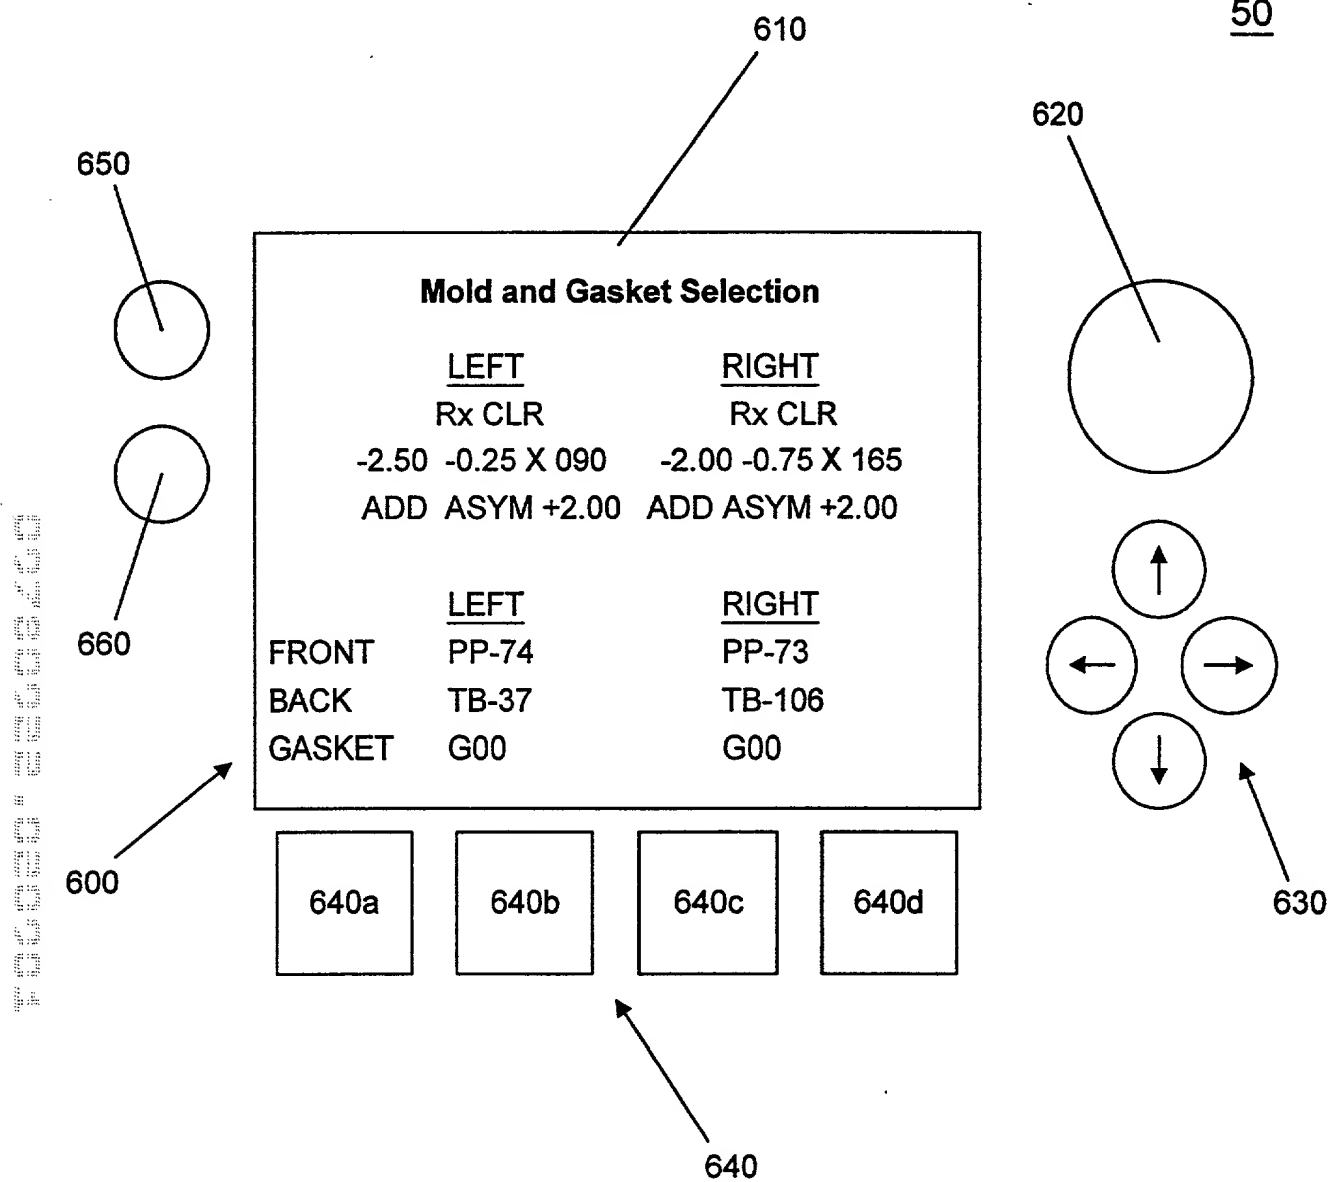 50
610
620
650
Mold and Gasket Selection
LEFT RIGHT
Rx CLR Rx CLR
-2.50 -0.25 X 090 -2.00 -0.75 X 165
ADD ASYM +2.00 ADD ASYM +2.00
LEFT RIGHT
660
FRONT PP-74 PP-73
BACK TB-37 TB-106
GASKET G00 G00
600
640a 640b 640c 640d
630
640